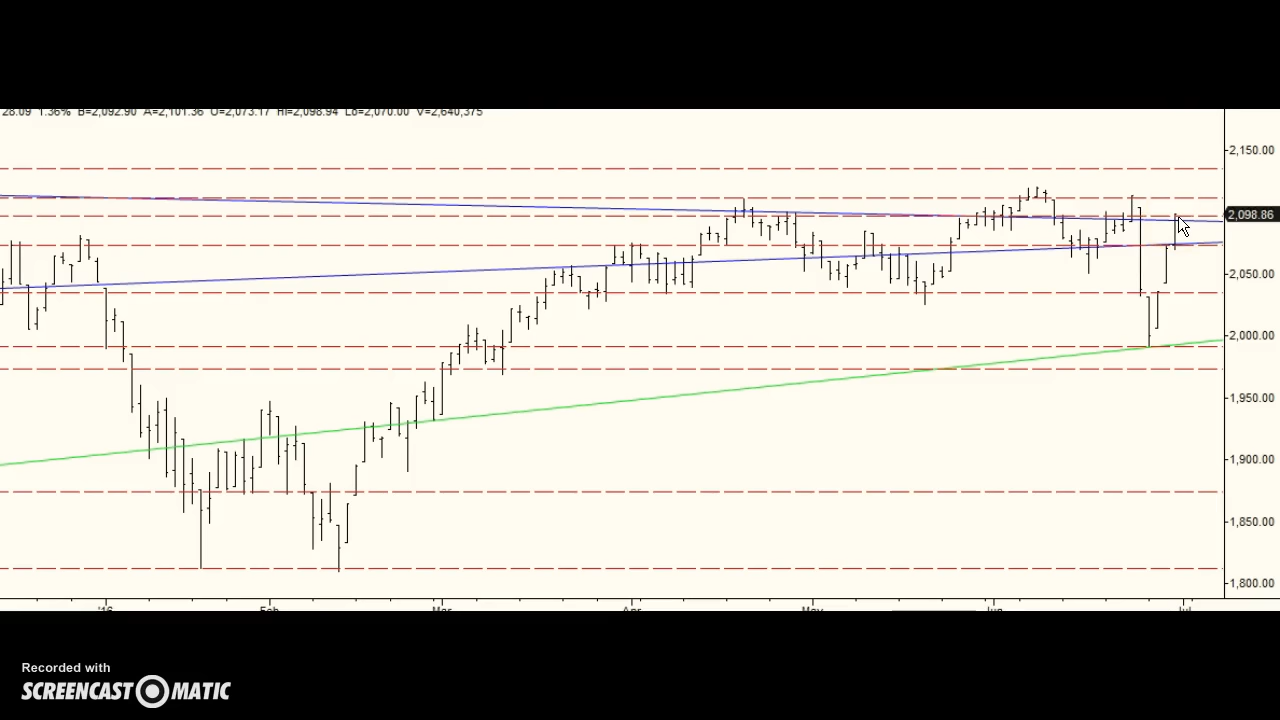 28.09 1.36% B=2,092.90 A=2,101.36 O=2,073.17 Hi=2,098.94 Lo=2,070.00 V=2,640,375
2,150.00
2,098.86
2,050.00
2,000.00
1,950.00
1,900.00
1,850.00
1,800.00
'16 Feb Mar Apr May Jun Jul
Recorded with
SCREENCAST MATIC